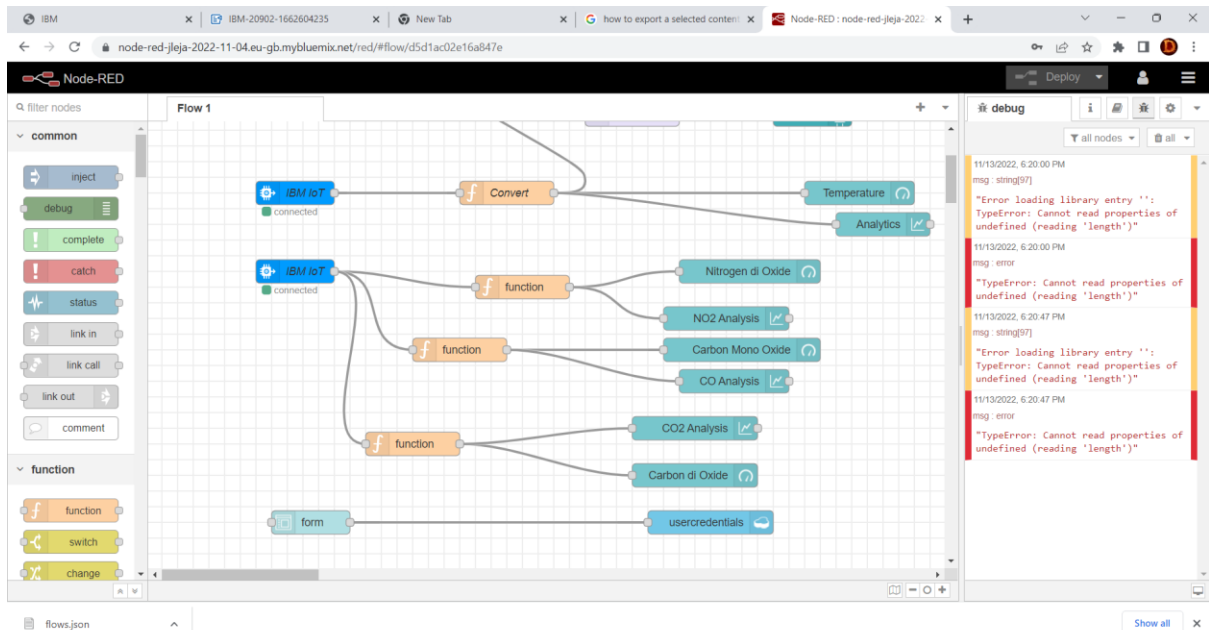 IBM
IBM-20902-1662604235
New Tab
how to export a selected content
Node-RED : node-red-jleja-2022
node-red-jleja-2022-11-04.eu-gb.mybluemix.net/red/#flow/d5d1ac02e16a847e
D
Node-RED
Deploy
filter nodes
Flow 1
debug
i
all nodes
all
common
inject
debug
complete
catch
status
link in
link call
link out
comment
function
function
switch
change
IBM IoT
connected
Convert
Temperature
Analytics
IBM IoT
connected
function
Nitrogen di Oxide
NO2 Analysis
function
Carbon Mono Oxide
CO Analysis
function
CO2 Analysis
Carbon di Oxide
form
usercredentials
11/13/2022, 6:20:00 PM
msg : string[97]
"Error loading library entry '':
TypeError: Cannot read properties of
undefined (reading 'length')"
11/13/2022, 6:20:00 PM
msg : error
"TypeError: Cannot read properties of
undefined (reading 'length')"
11/13/2022, 6:20:47 PM
msg : string[97]
"Error loading library entry '':
TypeError: Cannot read properties of
undefined (reading 'length')"
11/13/2022, 6:20:47 PM
msg : error
"TypeError: Cannot read properties of
undefined (reading 'length')"
flows.json
Show all